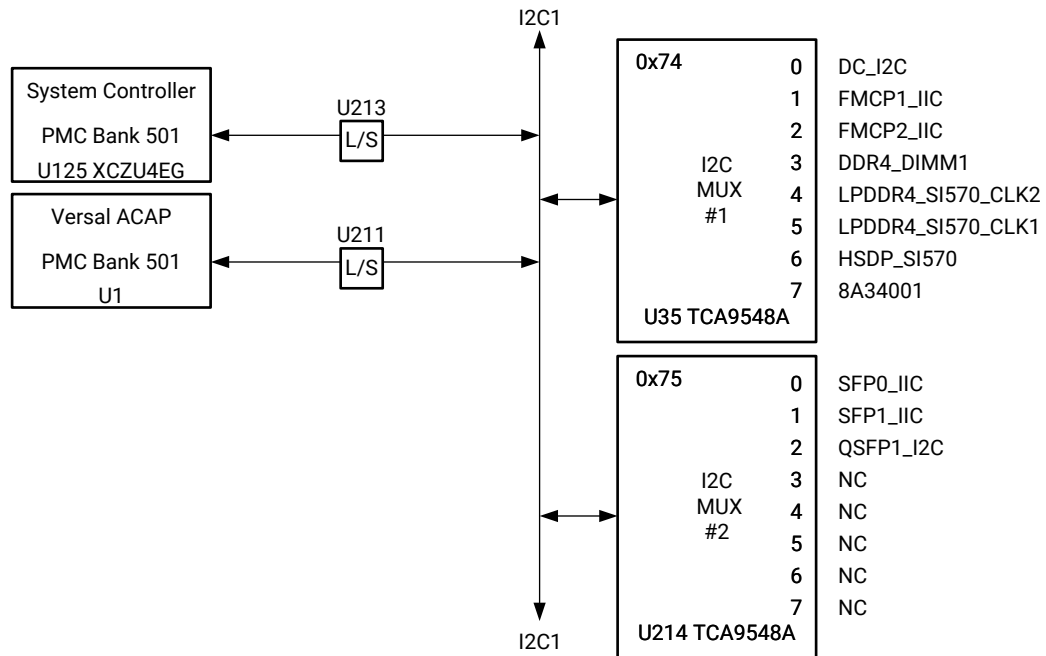 I2C1
System Controller
PMC Bank 501
U125 XCZU4EG
U213
L/S
Versal ACAP
PMC Bank 501
U1
U211
L/S
0x74
0 DC_I2C
1 FMCP1_IIC
2 FMCP2_IIC
3 DDR4_DIMM1
4 LPDDR4_SI570_CLK2
5 LPDDR4_SI570_CLK1
6 HSDP_SI570
7 8A34001
I2C
MUX
#1
U35 TCA9548A
0x75
0 SFP0_IIC
1 SFP1_IIC
2 QSFP1_I2C
3 NC
4 NC
5 NC
6 NC
7 NC
I2C
MUX
#2
U214 TCA9548A
I2C1